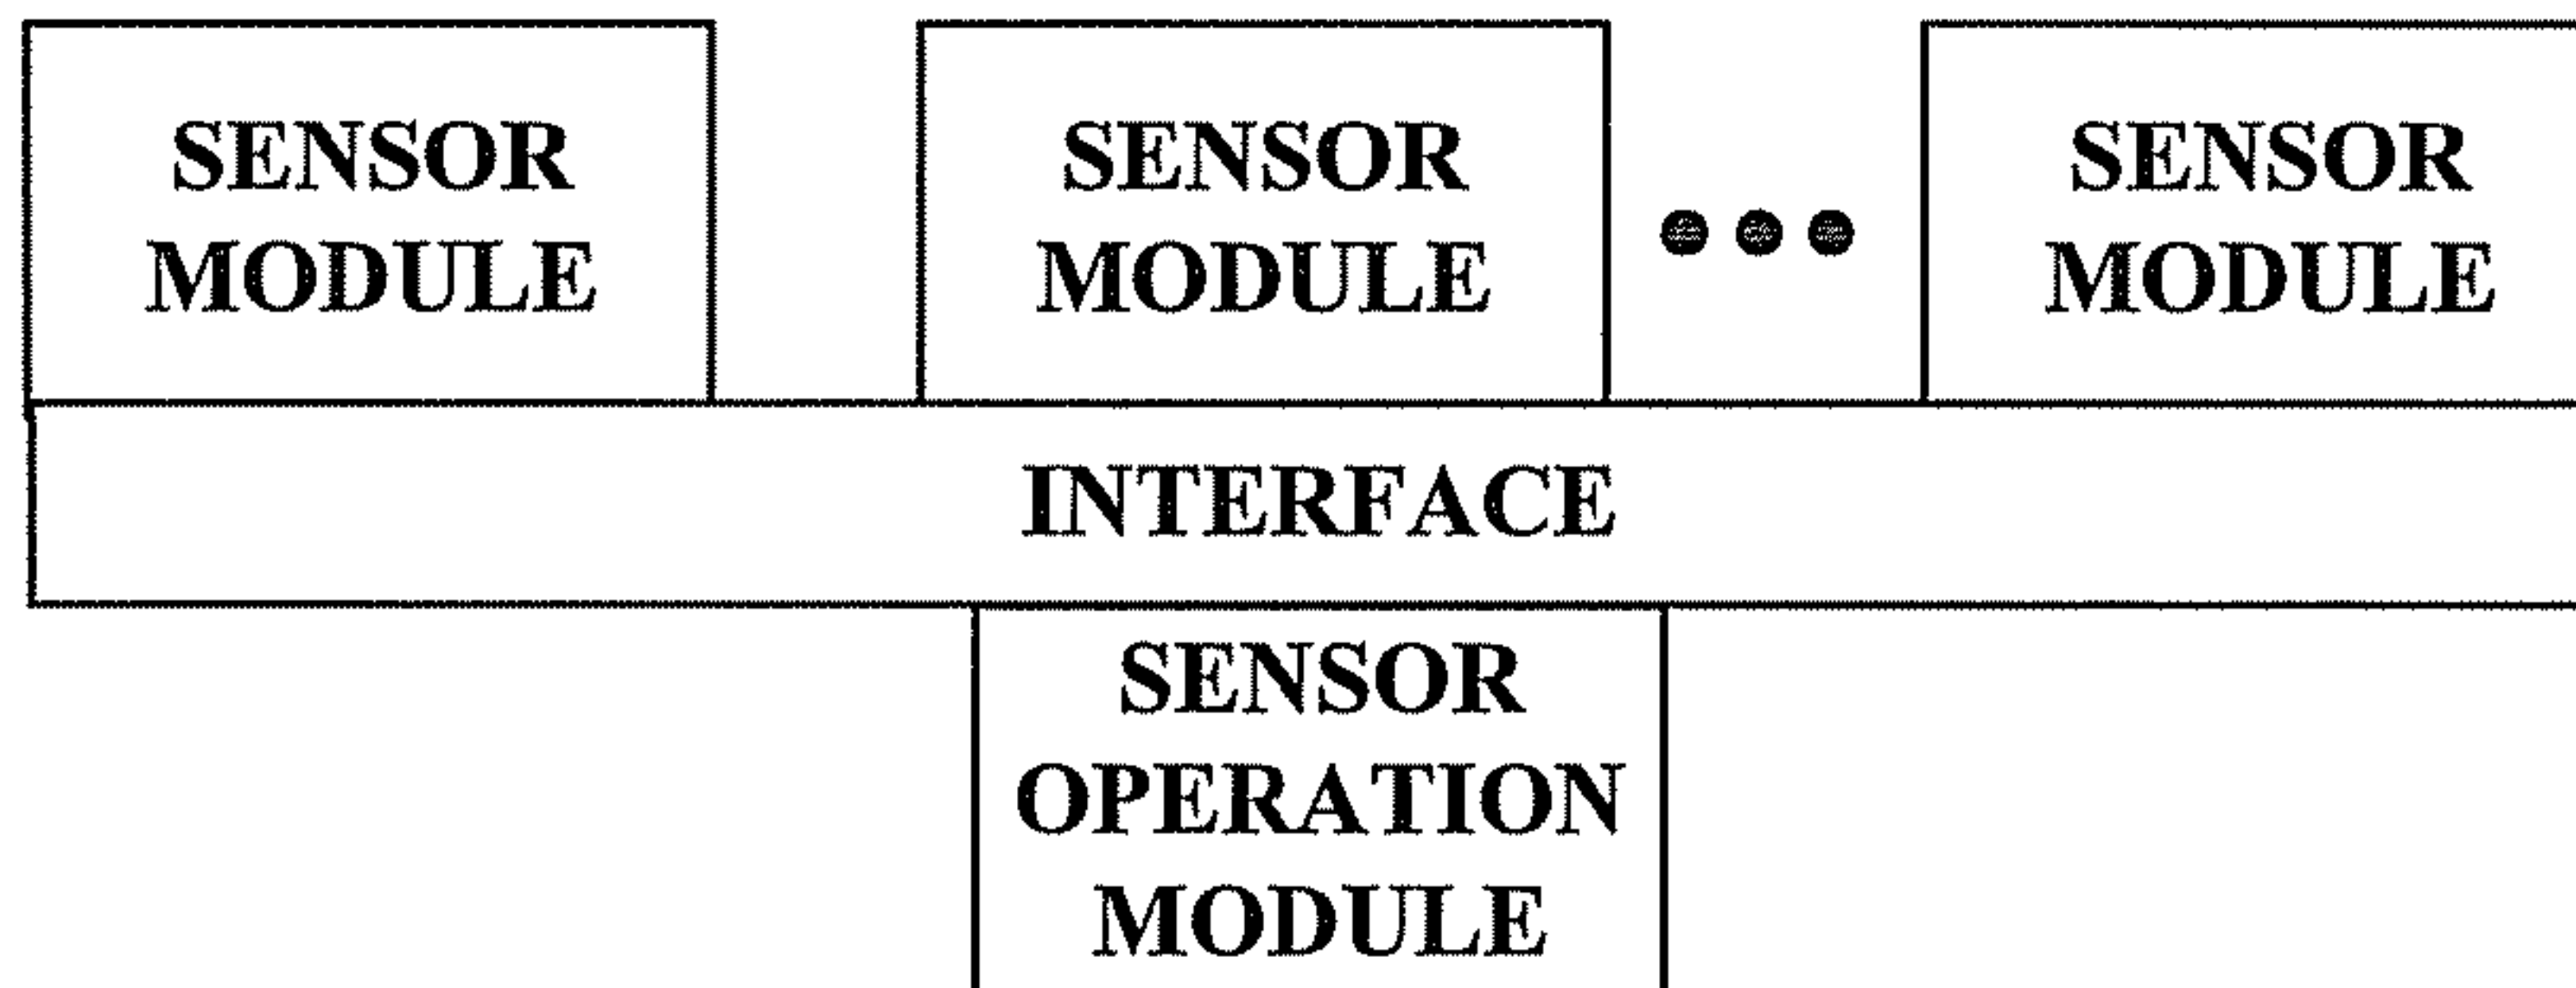 SENSOR
MODULE
SENSOR
MODULE
SENSOR
MODULE
INTERFACE
SENSOR
OPERATION
MODULE